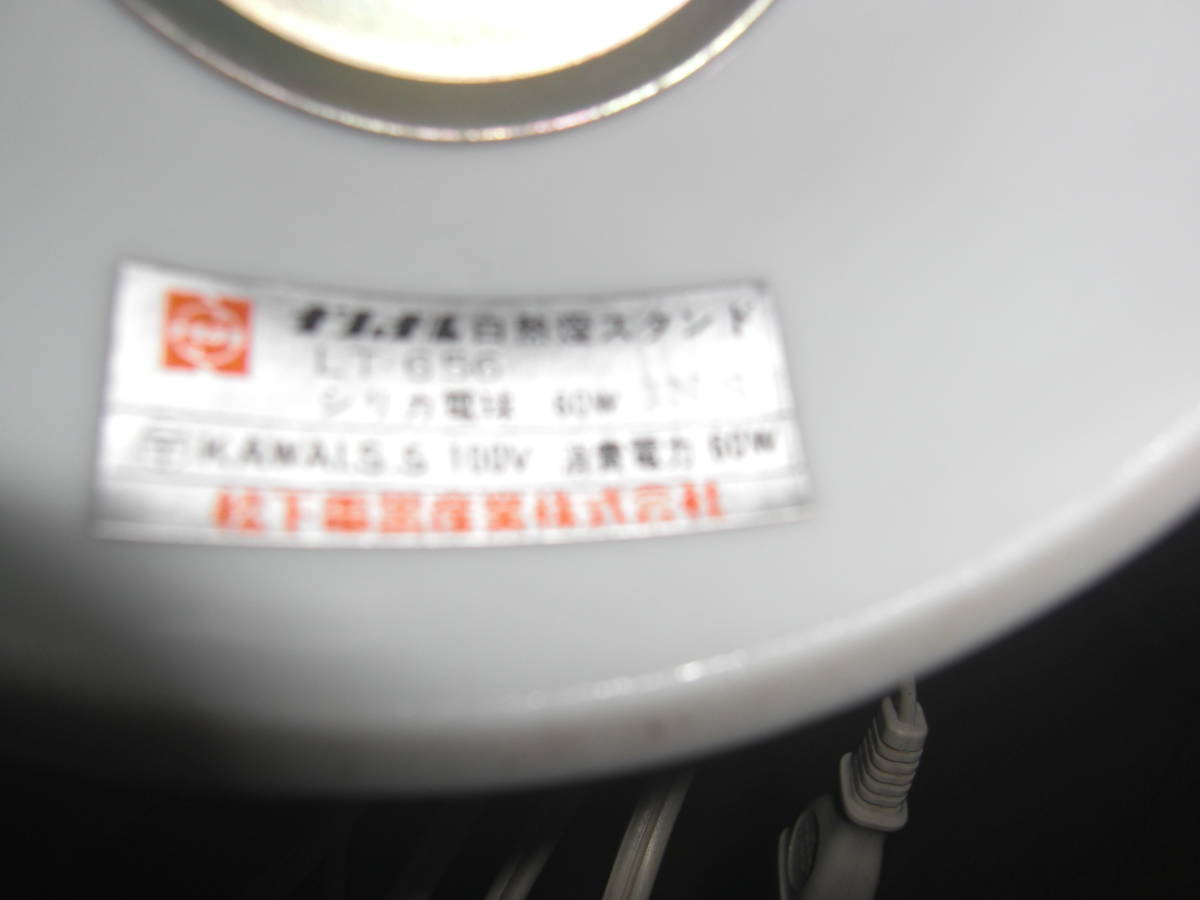 ナショナル 白熱灯スタンド
LT-656
シリカ電球 60W
KAWAI.S.S 100V 消費電力 60W
松下電器産業株式会社